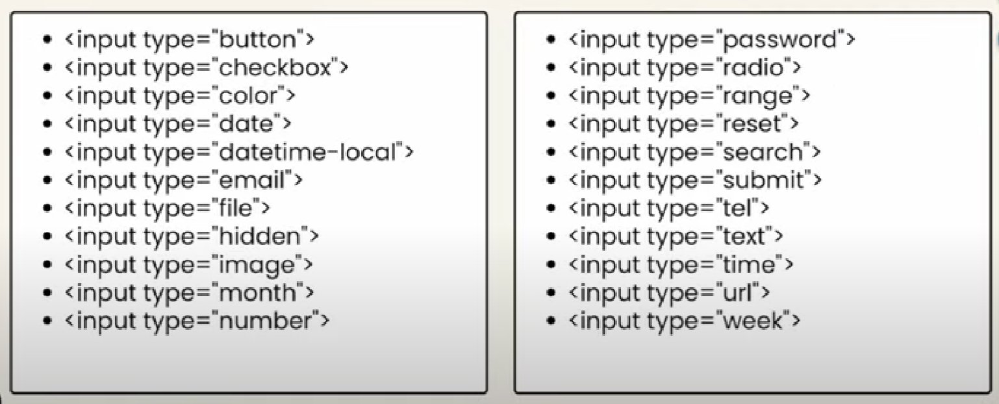 • <input type="button">
• <input type="checkbox">
• <input type="color">
• <input type="date">
• <input type="datetime-local">
• <input type="email">
• <input type="file">
• <input type="hidden">
• <input type="image">
• <input type="month">
• <input type="number">
• <input type="password">
• <input type="radio">
• <input type="range">
• <input type="reset">
• <input type="search">
• <input type="submit">
• <input type="tel">
• <input type="text">
• <input type="time">
• <input type="url">
• <input type="week">